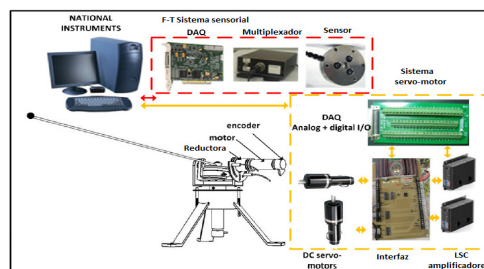 NATIONAL
INSTRUMENTS
F-T Sistema sensorial
DAQ
Multiplexador
Sensor
Sistema
servo-motor
encoder
motor
Reductora
DAQ
Analog + digital I/O
DC servo-
motors
Interfaz
LSC
amplificadores